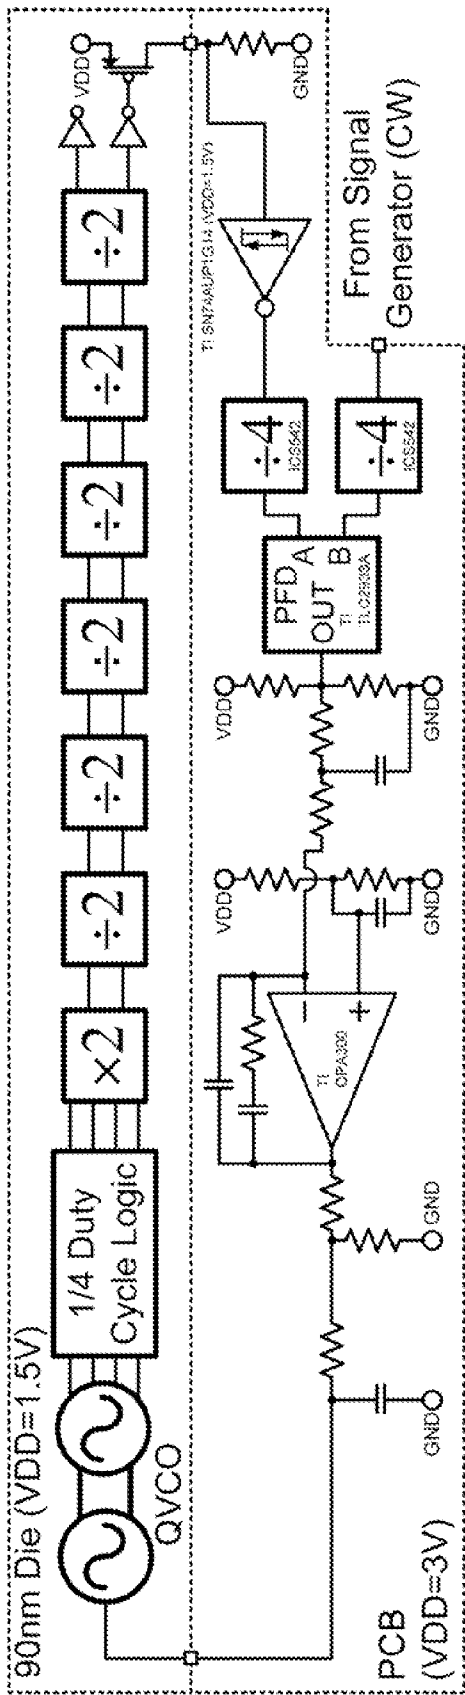 90nm Die (VDD=1.5V)
QVCO
1/4 Duty
Cycle Logic
×2
÷2
÷2
÷2
÷2
÷2
÷2
VDD
GND
TI SN74AUP1G14 (VDD=1.5V)
From Signal
Generator (CW)
÷4
ICS542
÷4
ICS542
PFD
A
OUT
B
TI
TLC2933A
VDD
GND
VDD
GND
−
+
TI
OPA300
GND
GND
PCB
(VDD=3V)